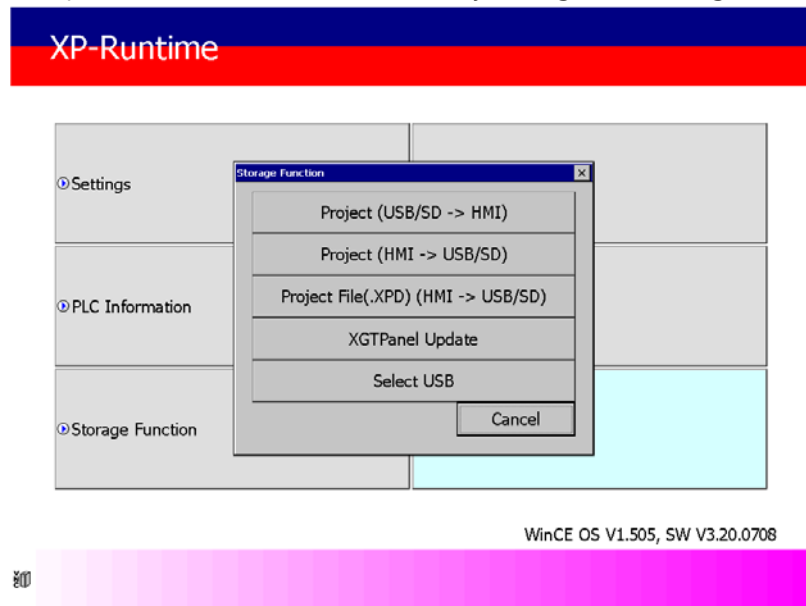 XP-Runtime
Settings
Storage Function
Project (USB/SD -> HMI)
Project (HMI -> USB/SD)
PLC Information
Project File(.XPD) (HMI -> USB/SD)
XGTPanel Update
Select USB
Storage Function
Cancel
WinCE OS V1.505, SW V3.20.0708